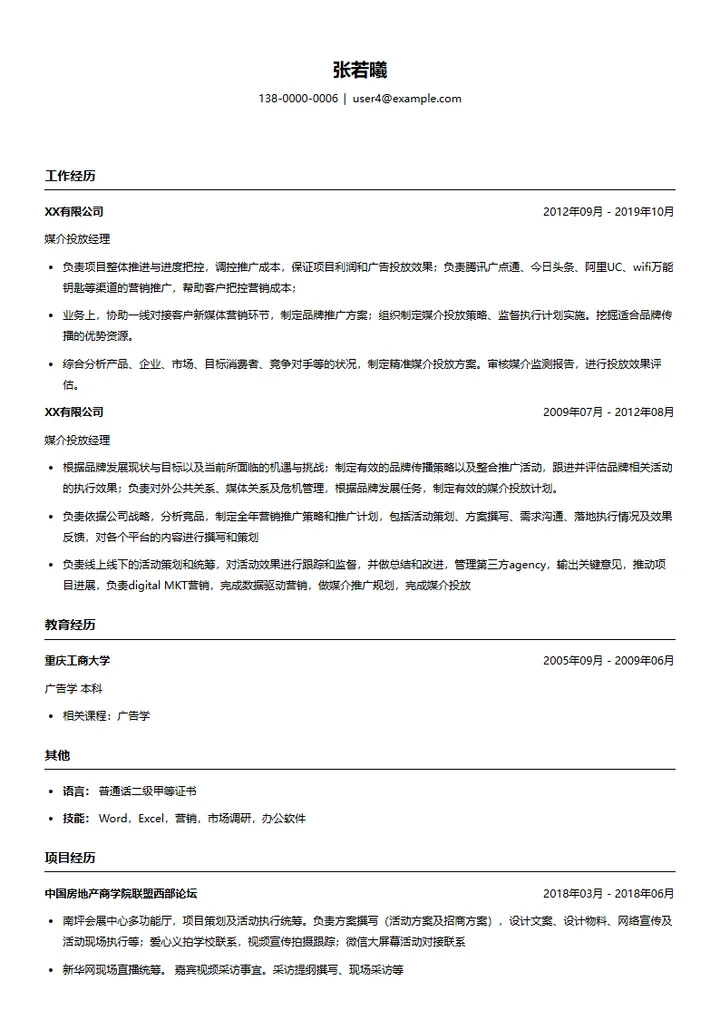 张若曦
138-0000-0006 | user4@example.com
工作经历
XX有限公司 2012年09月 - 2019年10月
媒介投放经理
• 负责项目整体推进与进度把控，调控推广成本，保证项目利润和广告投放效果；负责腾讯广点通、今日头条、阿里UC、wifi万能
钥匙等渠道的营销推广，帮助客户把控营销成本；
• 业务上，协助一线对接客户新媒体营销环节，制定品牌推广方案；组织制定媒介投放策略、监督执行计划实施。挖掘适合品牌传
播的优势资源。
• 综合分析产品、企业、市场、目标消费者、竞争对手等的状况，制定精准媒介投放方案。审核媒介监测报告，进行投放效果评
估。
XX有限公司 2009年07月 - 2012年08月
媒介投放经理
• 根据品牌发展现状与目标以及当前所面临的机遇与挑战；制定有效的品牌传播策略以及整合推广活动，跟进并评估品牌相关活动
的执行效果；负责对外公共关系、媒体关系及危机管理，根据品牌发展任务，制定有效的媒介投放计划。
• 负责依据公司战略，分析竞品，制定全年营销推广策略和推广计划，包括活动策划、方案撰写、需求沟通、落地执行情况及效果
反馈，对各个平台的内容进行撰写和策划
• 负责线上线下的活动策划和统筹，对活动效果进行跟踪和监督，并做总结和改进，管理第三方agency，输出关键意见，推动项
目进展，负责digital MKT营销，完成数据驱动营销，做媒介推广规划，完成媒介投放
教育经历
重庆工商大学 2005年09月 - 2009年06月
广告学 本科
• 相关课程：广告学
其他
• 语言： 普通话二级甲等证书
• 技能： Word，Excel，营销，市场调研，办公软件
项目经历
中国房地产商学院联盟西部论坛 2018年03月 - 2018年06月
• 南坪会展中心多功能厅，项目策划及活动执行统筹。负责方案撰写（活动方案及招商方案），设计文案、设计物料、网络宣传及
活动现场执行等；爱心义拍学校联系，视频宣传拍摄跟踪；微信大屏幕活动对接联系
• 新华网现场直播统筹。 嘉宾视频采访事宜。采访提纲撰写、现场采访等